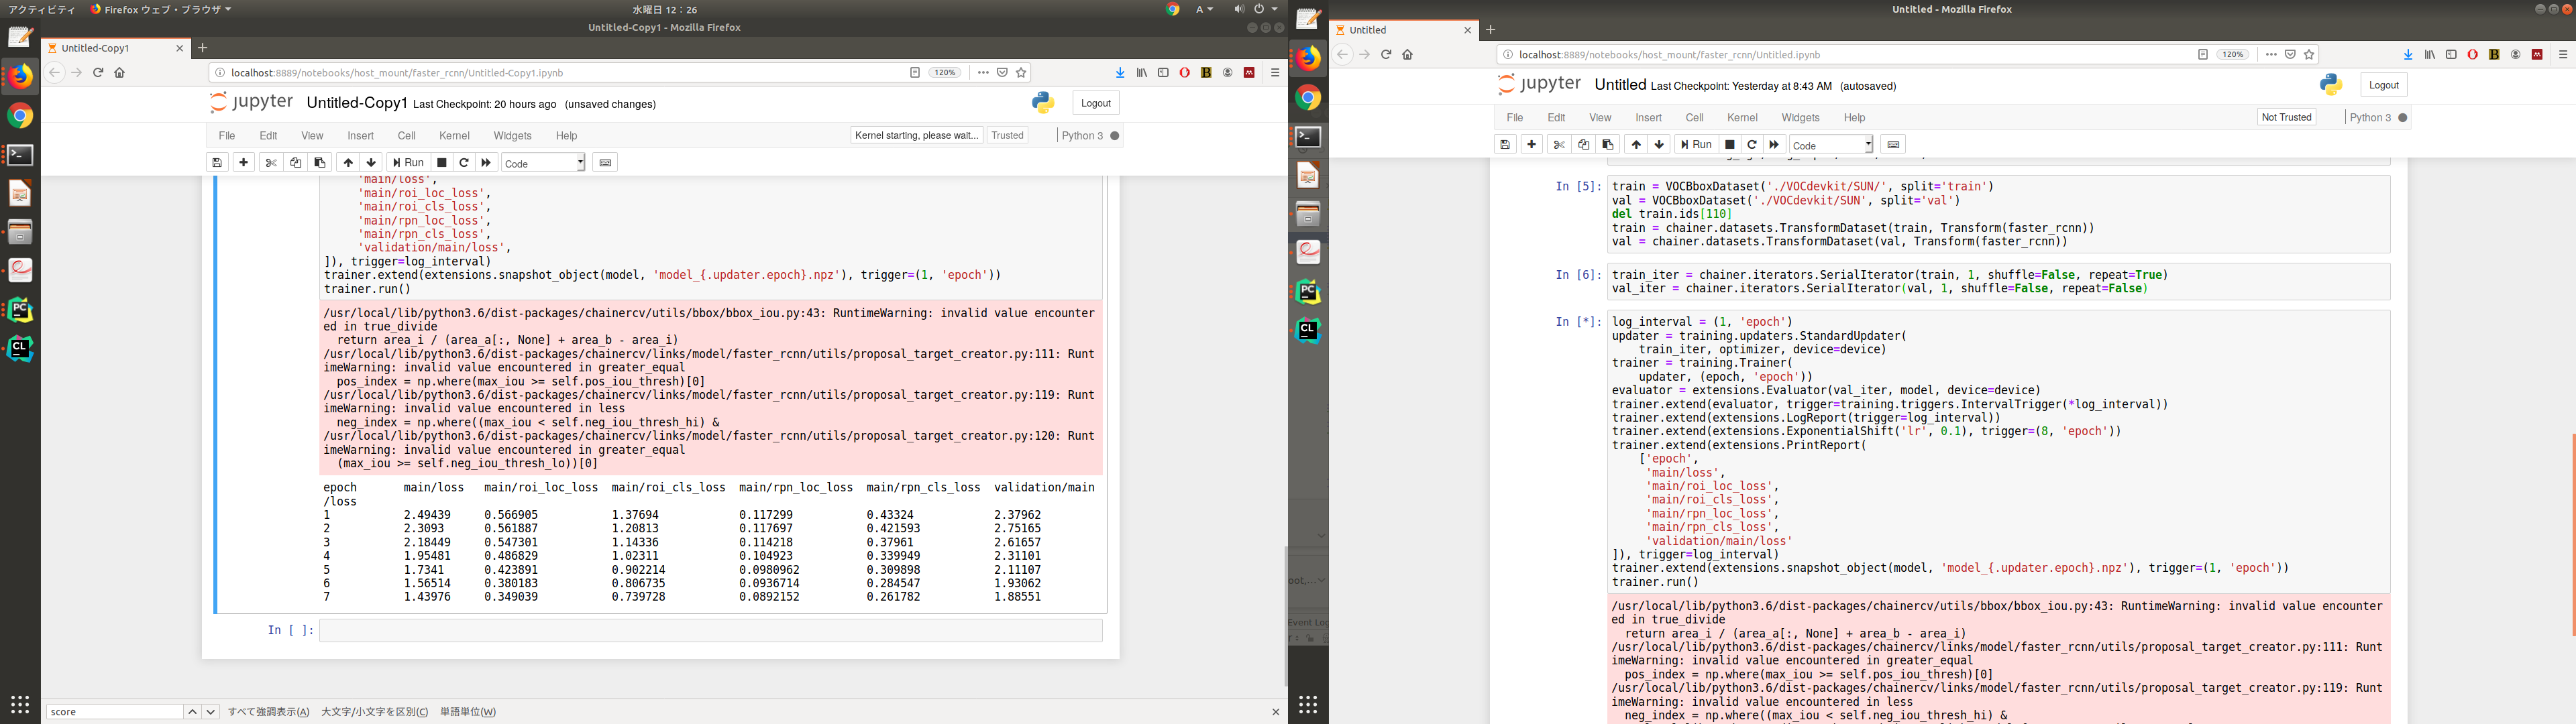 アクティビティ
Firefox ウェブ・ブラウザ
水曜日 12：26
A
Untitled-Copy1 - Mozilla Firefox
Untitled-Copy1
localhost:8889/notebooks/host_mount/faster_rcnn/Untitled-Copy1.ipynb
120%
jupyter Untitled-Copy1 Last Checkpoint: 20 hours ago (unsaved changes)
Logout
File Edit View Insert Cell Kernel Widgets Help
Kernel starting, please wait... Trusted Python 3
Run Code
'main/loss',
'main/roi_loc_loss',
'main/roi_cls_loss',
'main/rpn_loc_loss',
'main/rpn_cls_loss',
'validation/main/loss',
]), trigger=log_interval)
trainer.extend(extensions.snapshot_object(model, 'model_{.updater.epoch}.npz'), trigger=(1, 'epoch'))
trainer.run()
/usr/local/lib/python3.6/dist-packages/chainercv/utils/bbox/bbox_iou.py:43: RuntimeWarning: invalid value encounter
ed in true_divide
return area_i / (area_a[:, None] + area_b - area_i)
/usr/local/lib/python3.6/dist-packages/chainercv/links/model/faster_rcnn/utils/proposal_target_creator.py:111: Runt
imeWarning: invalid value encountered in greater_equal
pos_index = np.where(max_iou >= self.pos_iou_thresh)[0]
/usr/local/lib/python3.6/dist-packages/chainercv/links/model/faster_rcnn/utils/proposal_target_creator.py:119: Runt
imeWarning: invalid value encountered in less
neg_index = np.where((max_iou < self.neg_iou_thresh_hi) &
/usr/local/lib/python3.6/dist-packages/chainercv/links/model/faster_rcnn/utils/proposal_target_creator.py:120: Runt
imeWarning: invalid value encountered in greater_equal
(max_iou >= self.neg_iou_thresh_lo))[0]
epoch main/loss main/roi_loc_loss main/roi_cls_loss main/rpn_loc_loss main/rpn_cls_loss validation/main
/loss
1 2.49439 0.566905 1.37694 0.117299 0.43324 2.37962
2 2.3093 0.561887 1.20813 0.117697 0.421593 2.75165
3 2.18449 0.547301 1.14336 0.114218 0.37961 2.61657
4 1.95481 0.486829 1.02311 0.104923 0.339949 2.31101
5 1.7341 0.423891 0.902214 0.0980962 0.309898 2.11107
6 1.56514 0.380183 0.806735 0.0936714 0.284547 1.93062
7 1.43976 0.349039 0.739728 0.0892152 0.261782 1.88551
In [ ]:
score
すべて強調表示(A) 大文字/小文字を区別(C) 単語単位(W)
oot,...
Event Log
Untitled - Mozilla Firefox
Untitled
localhost:8889/notebooks/host_mount/faster_rcnn/Untitled.ipynb
120%
jupyter Untitled Last Checkpoint: Yesterday at 8:43 AM (autosaved)
Logout
File Edit View Insert Cell Kernel Widgets Help
Not Trusted Python 3
Run Code
In [5]: train = VOCBboxDataset('./VOCdevkit/SUN/', split='train')
val = VOCBboxDataset('./VOCdevkit/SUN', split='val')
del train.ids[110]
train = chainer.datasets.TransformDataset(train, Transform(faster_rcnn))
val = chainer.datasets.TransformDataset(val, Transform(faster_rcnn))
In [6]: train_iter = chainer.iterators.SerialIterator(train, 1, shuffle=False, repeat=True)
val_iter = chainer.iterators.SerialIterator(val, 1, shuffle=False, repeat=False)
In [*]: log_interval = (1, 'epoch')
updater = training.updaters.StandardUpdater(
train_iter, optimizer, device=device)
trainer = training.Trainer(
updater, (epoch, 'epoch'))
evaluator = extensions.Evaluator(val_iter, model, device=device)
trainer.extend(evaluator, trigger=training.triggers.IntervalTrigger(*log_interval))
trainer.extend(extensions.LogReport(trigger=log_interval))
trainer.extend(extensions.ExponentialShift('lr', 0.1), trigger=(8, 'epoch'))
trainer.extend(extensions.PrintReport(
['epoch',
'main/loss',
'main/roi_loc_loss',
'main/roi_cls_loss',
'main/rpn_loc_loss',
'main/rpn_cls_loss',
'validation/main/loss'
]), trigger=log_interval)
trainer.extend(extensions.snapshot_object(model, 'model_{.updater.epoch}.npz'), trigger=(1, 'epoch'))
trainer.run()
/usr/local/lib/python3.6/dist-packages/chainercv/utils/bbox/bbox_iou.py:43: RuntimeWarning: invalid value encounter
ed in true_divide
return area_i / (area_a[:, None] + area_b - area_i)
/usr/local/lib/python3.6/dist-packages/chainercv/links/model/faster_rcnn/utils/proposal_target_creator.py:111: Runt
imeWarning: invalid value encountered in greater_equal
pos_index = np.where(max_iou >= self.pos_iou_thresh)[0]
/usr/local/lib/python3.6/dist-packages/chainercv/links/model/faster_rcnn/utils/proposal_target_creator.py:119: Runt
imeWarning: invalid value encountered in less
neg_index = np.where((max_iou < self.neg_iou_thresh_hi) &